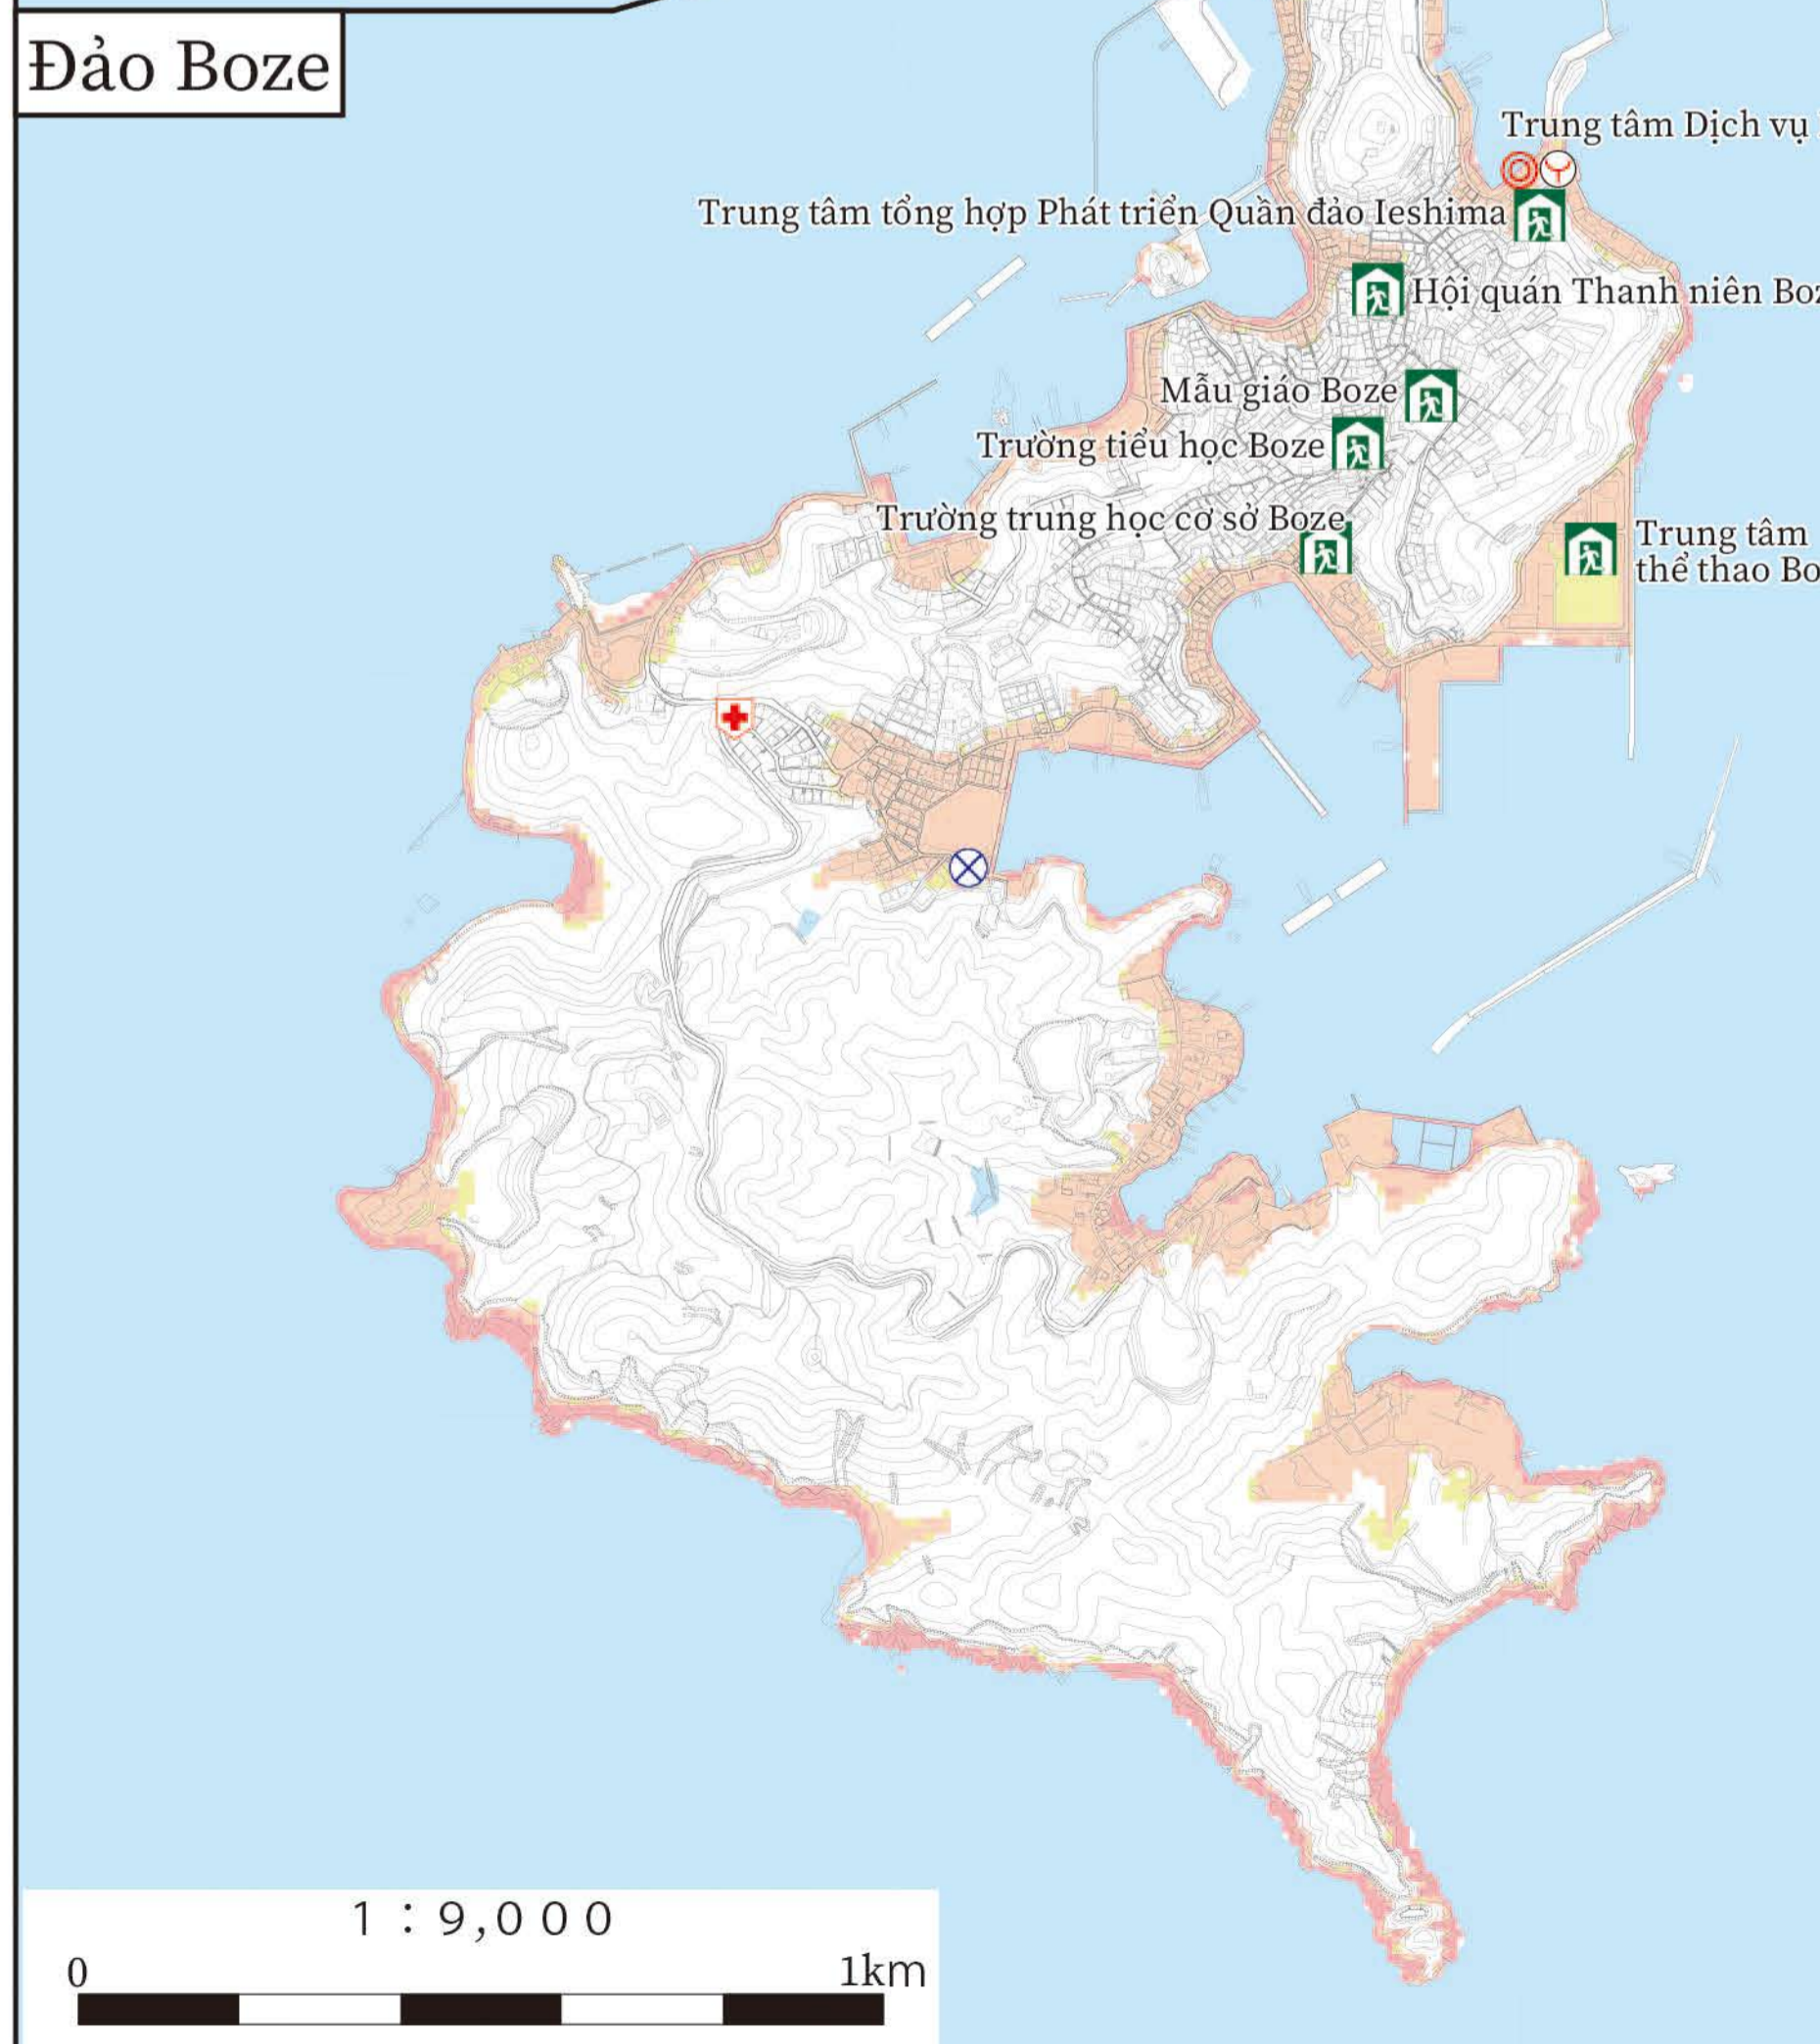 Đảo Boze
Trung tâm Dịch vụ
Trung tâm tổng hợp Phát triển Quần đảo Ieshima
Hội quán Thanh niên
Mẫu giáo Boze
Trường tiểu học Boze
Trường trung học cơ sở Boze
Trung tâm
thể thao
1 : 9,000
0 1km